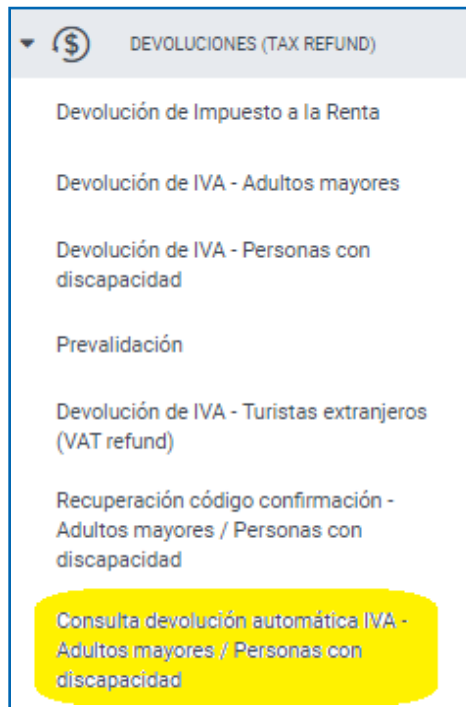 DEVOLUCIONES (TAX REFUND)
Devolución de Impuesto a la Renta
Devolución de IVA - Adultos mayores
Devolución de IVA - Personas con
discapacidad
Prevalidación
Devolución de IVA - Turistas extranjeros
(VAT refund)
Recuperación código confirmación -
Adultos mayores / Personas con
discapacidad
Consulta devolución automática IVA -
Adultos mayores / Personas con
discapacidad